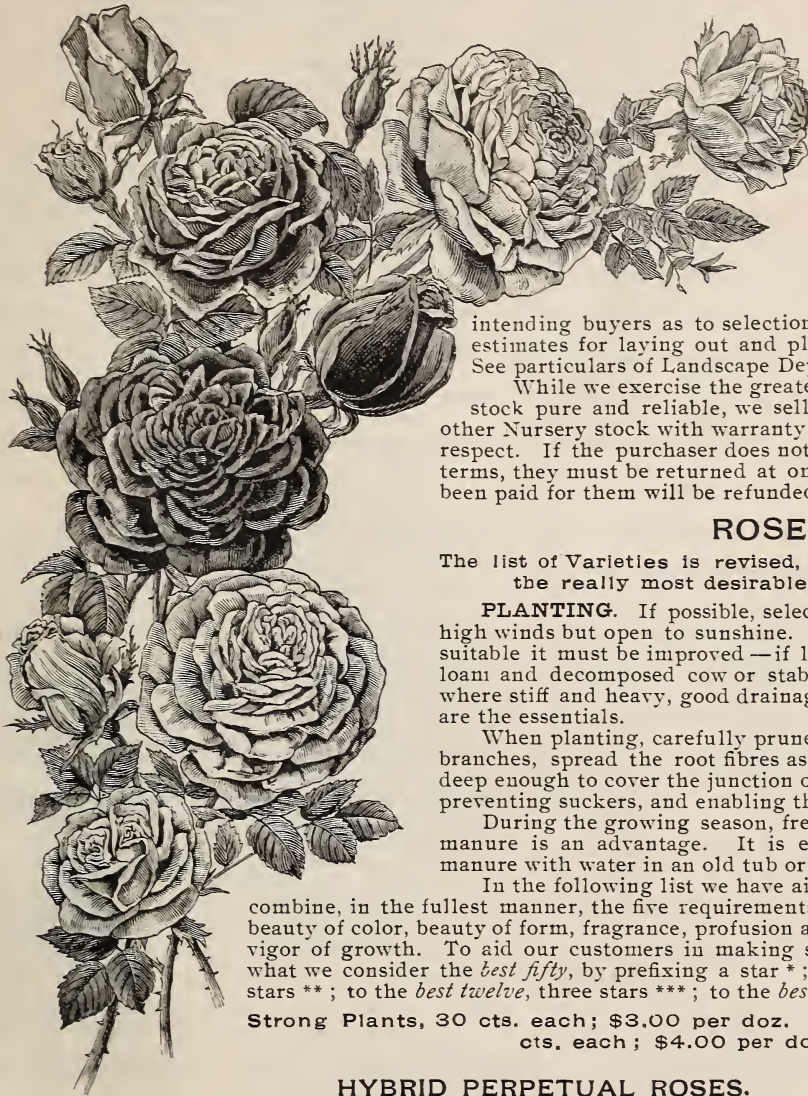 intending buyers as to selection
estimates for laying out and pl
See particulars of Landscape De
While we exercise the greate
stock pure and reliable, we sell
other Nursery stock with warranty
respect. If the purchaser does not
terms, they must be returned at on
been paid for them will be refunde
ROSE
The list of Varieties is revised,
the really most desirable
PLANTING. If possible, selec
high winds but open to sunshine.
suitable it must be improved — if l
loam and decomposed cow or stab
where stiff and heavy, good drainag
are the essentials.
When planting, carefully prune
branches, spread the root fibres as
deep enough to cover the junction o
preventing suckers, and enabling th
During the growing season, fre
manure is an advantage. It is e
manure with water in an old tub or
In the following list we have ai
combine, in the fullest manner, the five requirement
beauty of color, beauty of form, fragrance, profusion a
vigor of growth. To aid our customers in making s
what we consider the best fifty, by prefixing a star * ;
stars ** ; to the best twelve, three stars *** ; to the bes
Strong Plants, 30 cts. each; $3.00 per doz.
cts. each ; $4.00 per do
HYBRID PERPETUAL ROSES.